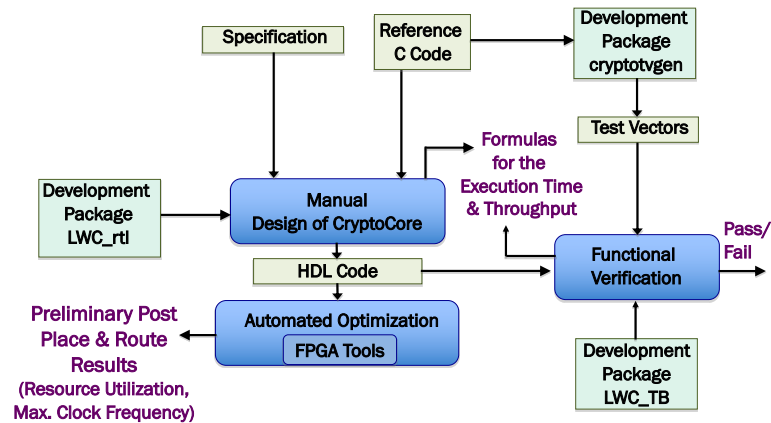 Specification
Reference
C Code
Development
Package
cryptotvgen
Test Vectors
Formulas
for the
Execution Time
& Throughput
Development
Package
LWC_rtl
Manual
Design of CryptoCore
Pass/
Fail
Functional
Verification
HDL Code
Preliminary Post
Place & Route
Results
(Resource Utilization,
Max. Clock Frequency)
Automated Optimization
FPGA Tools
Development
Package
LWC_TB